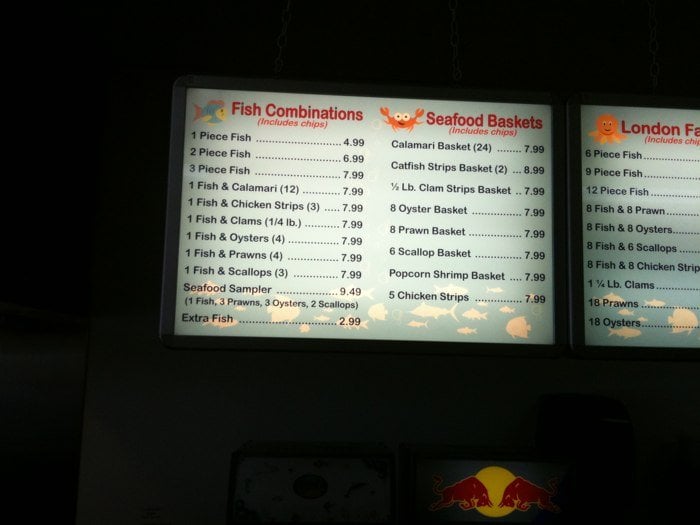 Fish Combinations
(Includes chips)
1 Piece Fish ........................ 4.99
2 Piece Fish ........................ 6.99
3 Piece Fish ........................ 7.99
1 Fish & Calamari (12) ........... 7.99
1 Fish & Chicken Strips (3) ..... 7.99
1 Fish & Clams (1/4 lb.) .......... 7.99
1 Fish & Oysters (4) .............. 7.99
1 Fish & Prawns (4) ............... 7.99
1 Fish & Scallops (3) ............. 7.99
Seafood Sampler .................. 9.49
(1 Fish, 3 Prawns, 3 Oysters, 2 Scallops)
Extra Fish ........................... 2.99
Seafood Baskets
(Includes chips)
Calamari Basket (24) ........ 7.99
Catfish Strips Basket (2) ... 8.99
½ Lb. Clam Strips Basket .. 7.99
8 Oyster Basket ............... 7.99
8 Prawn Basket ................ 7.99
6 Scallop Basket .............. 7.99
Popcorn Shrimp Basket .... 7.99
5 Chicken Strips .............. 7.99
London Fa
(Includes chips
6 Piece Fish...............
9 Piece Fish...............
12 Piece Fish.............
8 Fish & 8 Prawn........
8 Fish & 8 Oysters......
8 Fish & 6 Scallops.....
8 Fish & 8 Chicken Strip
1 ¼ Lb. Clams...........
18 Prawns.................
18 Oysters................